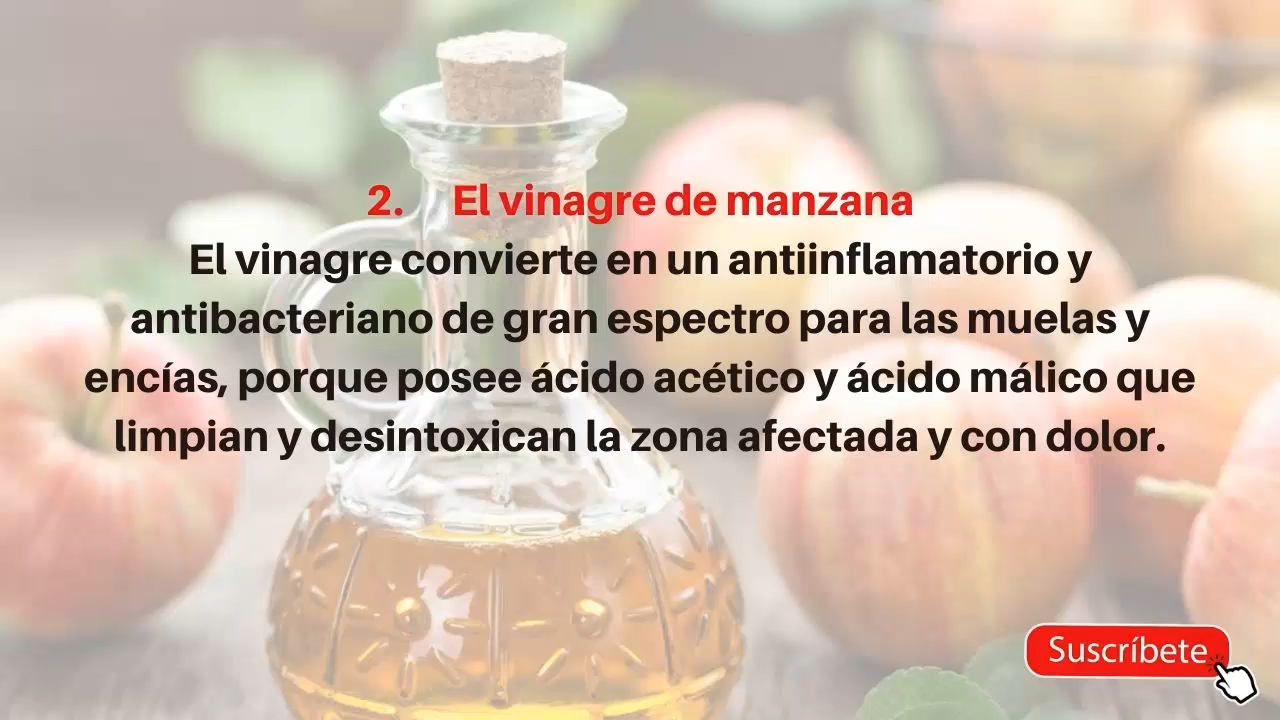 2. El vinagre de manzana
El vinagre convierte en un antiinflamatorio y
antibacteriano de gran espectro para las muelas y
encías, porque posee ácido acético y ácido málico que
limpian y desintoxican la zona afectada y con dolor.
Suscríbete